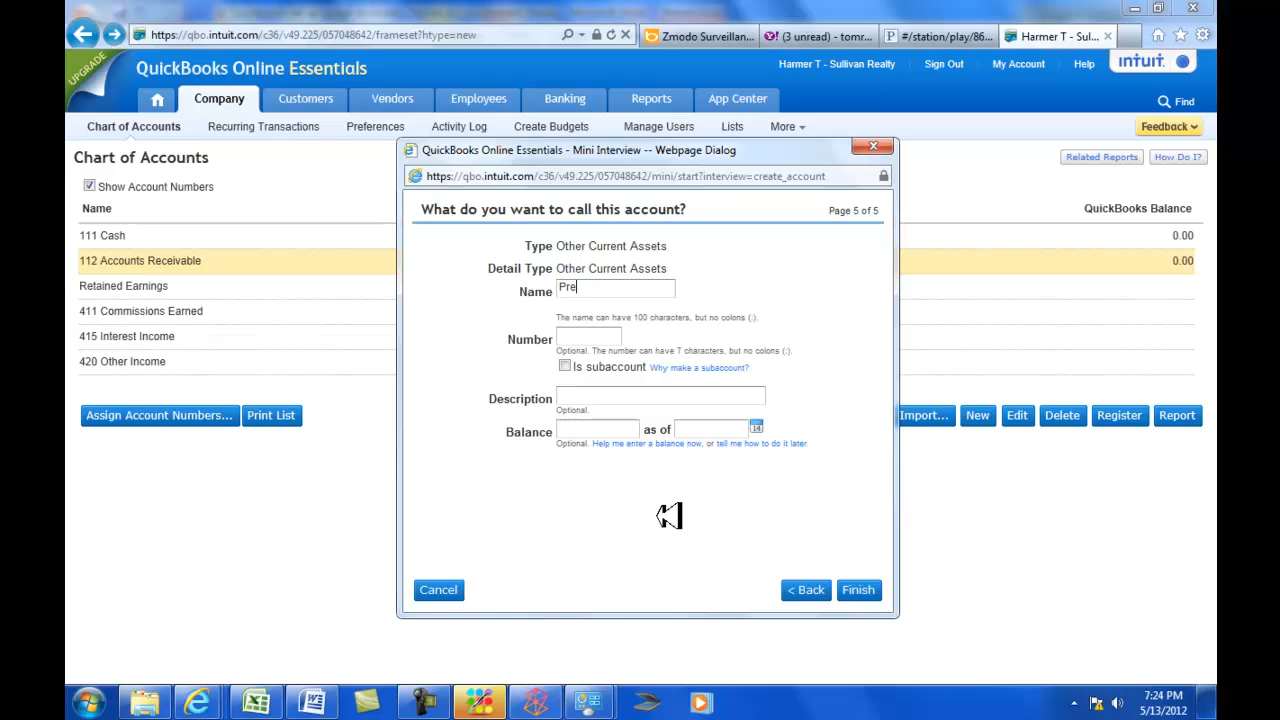 https://qbo.intuit.com/c36/v49.225/057048642/frameset?htype=new
Zmodo Surveillan...
(3 unread) - tomr...
#/station/play/86...
Harmer T - Sul...
UPGRADE
QuickBooks Online Essentials
Harmer T - Sullivan Realty
Sign Out
My Account
Help
intuit
Company
Customers
Vendors
Employees
Banking
Reports
App Center
Find
Chart of Accounts
Recurring Transactions
Preferences
Activity Log
Create Budgets
Manage Users
Lists
More
Feedback
Chart of Accounts
Related Reports
How Do I?
Show Account Numbers
Name
QuickBooks Balance
111 Cash
0.00
112 Accounts Receivable
0.00
Retained Earnings
411 Commissions Earned
415 Interest Income
420 Other Income
Assign Account Numbers...
Print List
Import...
New
Edit
Delete
Register
Report
QuickBooks Online Essentials - Mini Interview -- Webpage Dialog
https://qbo.intuit.com/c36/v49.225/057048642/mini/start?interview=create_account
What do you want to call this account?
Page 5 of 5
Type Other Current Assets
Detail Type Other Current Assets
Name Pre
The name can have 100 characters, but no colons (:).
Number
Optional. The number can have 7 characters, but no colons (:).
Is subaccount Why make a subaccount?
Description
Optional.
Balance as of
14
Optional. Help me enter a balance now, or tell me how to do it later.
Cancel
< Back
Finish
7:24 PM
5/13/2012